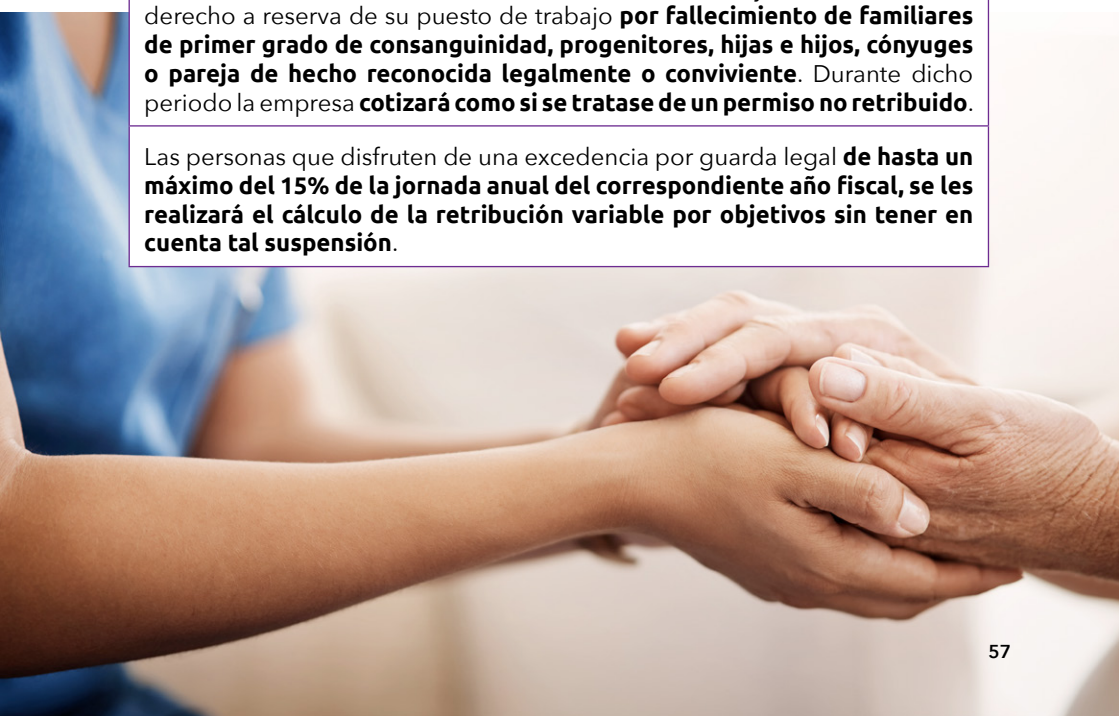 derecho a reserva de su puesto de trabajo por fallecimiento de familiares
de primer grado de consanguinidad, progenitores, hijas e hijos, cónyuges
o pareja de hecho reconocida legalmente o conviviente. Durante dicho
periodo la empresa cotizará como si se tratase de un permiso no retribuido.
Las personas que disfruten de una excedencia por guarda legal de hasta un
máximo del 15% de la jornada anual del correspondiente año fiscal, se les
realizará el cálculo de la retribución variable por objetivos sin tener en
cuenta tal suspensión.
57